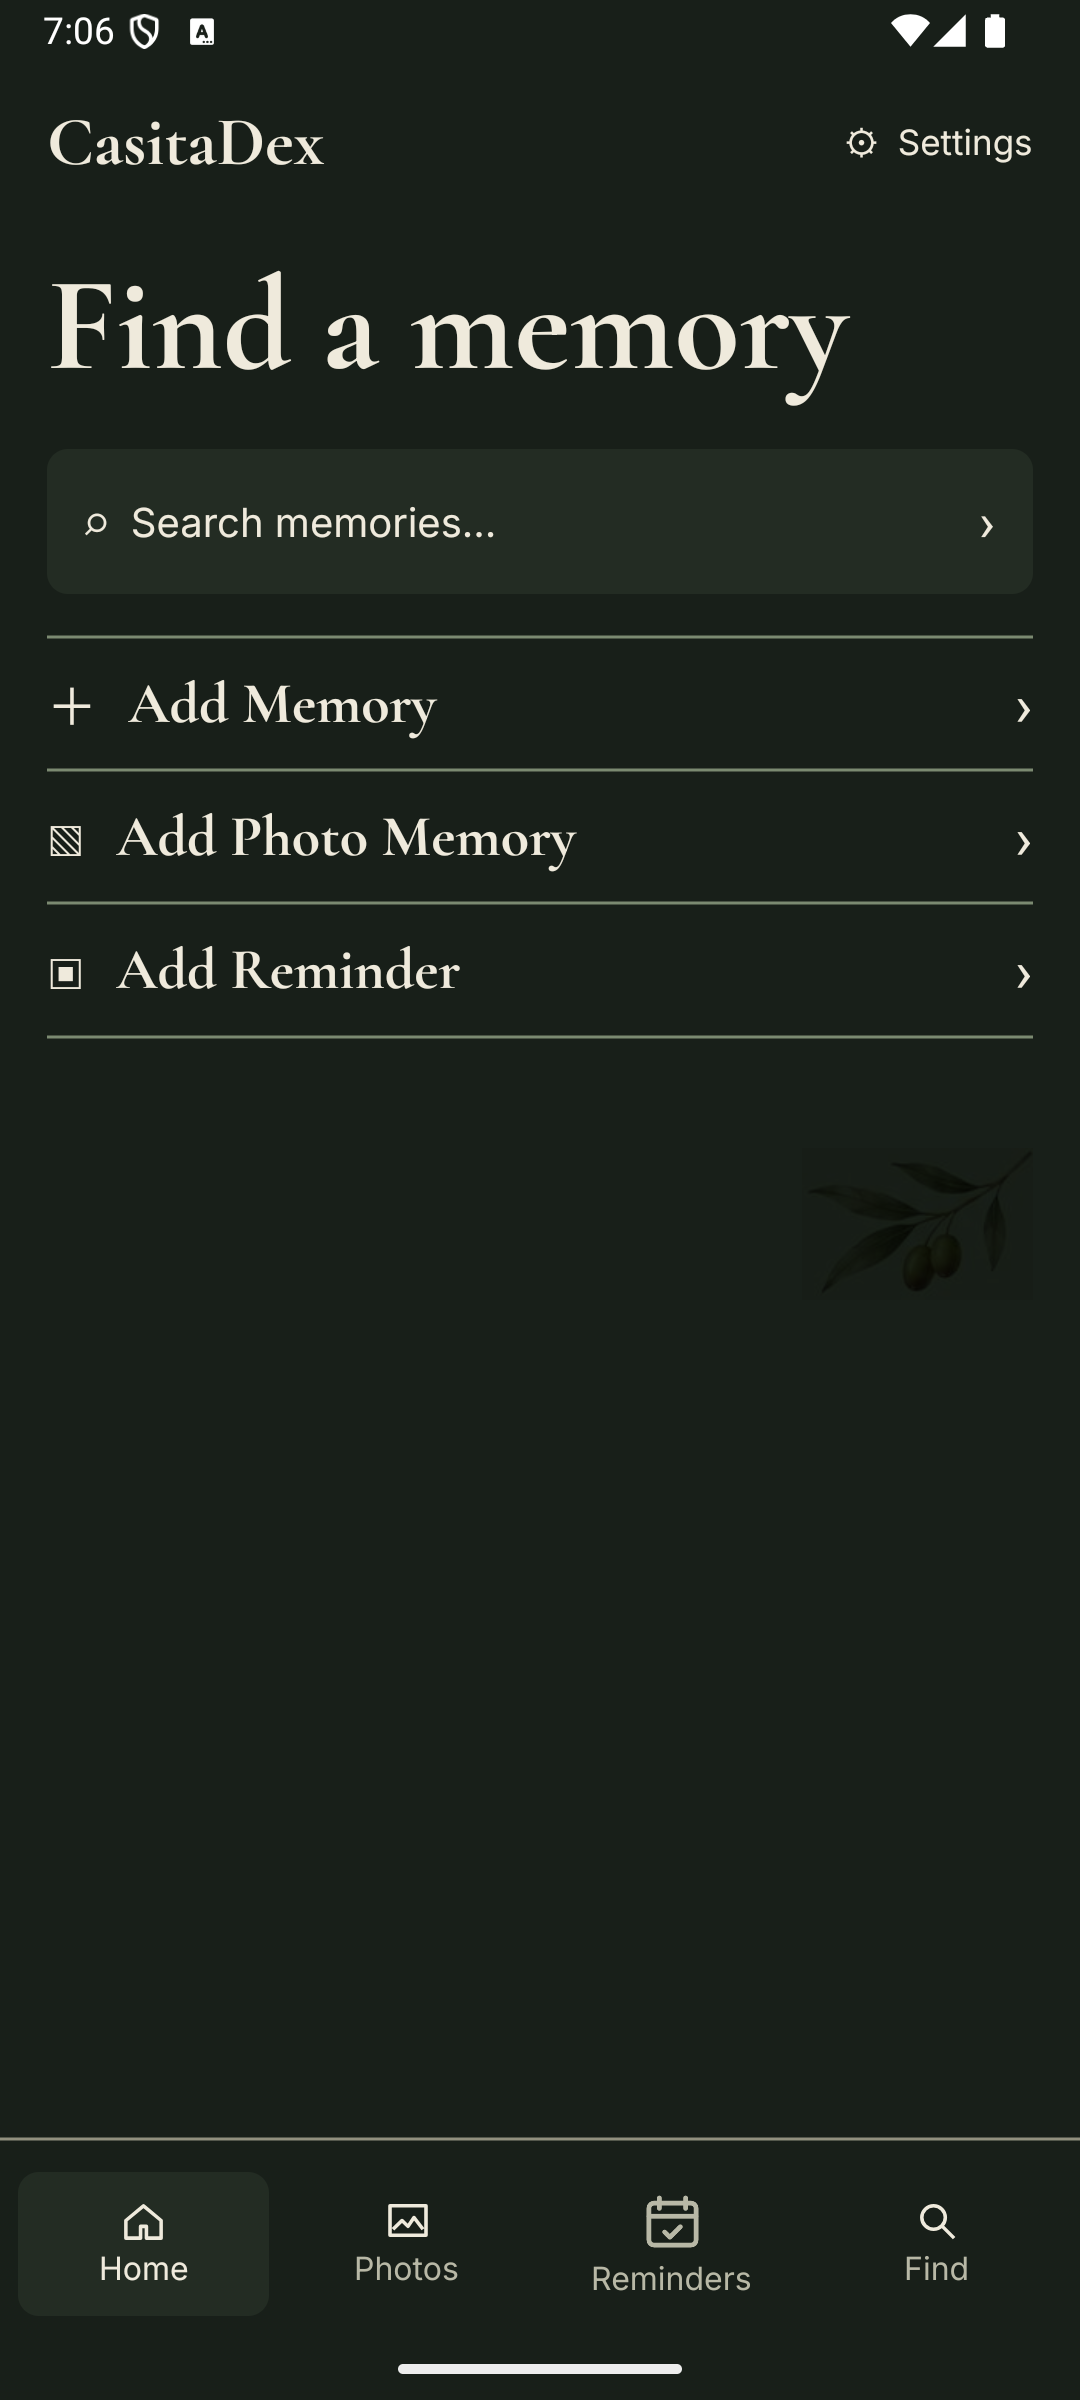 7:06
CasitaDex
Settings
Find a memory
Search memories...
Add Memory
Add Photo Memory
Add Reminder
Home
Photos
Reminders
Find